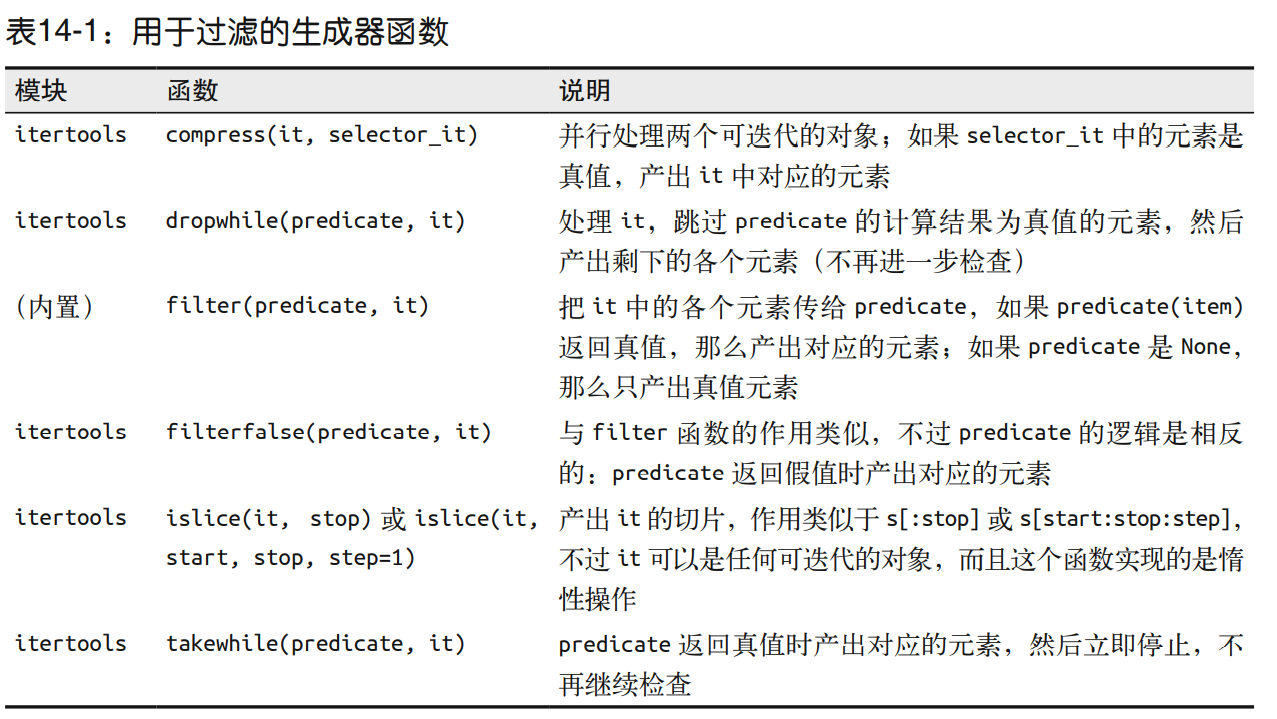 表14-1：用于过滤的生成器函数
模块 函数 说明
itertools compress(it, selector_it) 并行处理两个可迭代的对象；如果 selector_it 中的元素是
真值，产出 it 中对应的元素
itertools dropwhile(predicate, it) 处理 it，跳过 predicate 的计算结果为真值的元素，然后
产出剩下的各个元素（不再进一步检查）
（内置） filter(predicate, it) 把 it 中的各个元素传给 predicate，如果 predicate(item)
返回真值，那么产出对应的元素；如果 predicate 是 None，
那么只产出真值元素
itertools filterfalse(predicate, it) 与 filter 函数的作用类似，不过 predicate 的逻辑是相反
的：predicate 返回假值时产出对应的元素
itertools islice(it, stop) 或 islice(it, 产出 it 的切片，作用类似于 s[:stop] 或 s[start:stop:step]，
start, stop, step=1) 不过 it 可以是任何可迭代的对象，而且这个函数实现的是惰
性操作
itertools takewhile(predicate, it) predicate 返回真值时产出对应的元素，然后立即停止，不
再继续检查